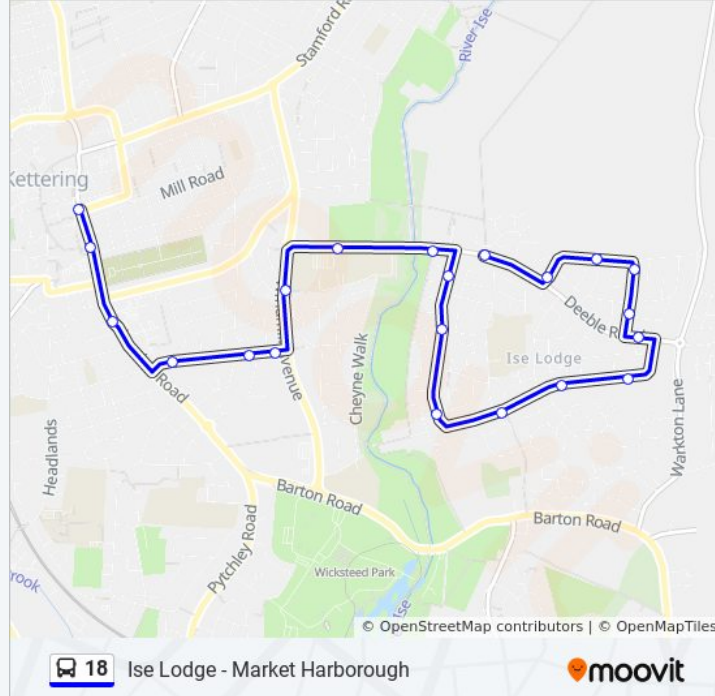 Stamford R
River Ise
Kettering
Mill Road
Deeble R
Ise Lodge
Cheyne Walk
venue
Road
Warkton Lane
Headlands
Barton Road
Barton Road
Pytchley Road
Wicksteed Park
Ise
rook
© OpenStreetMap contributors | © OpenMapTiles
18 Ise Lodge - Market Harborough
moovit